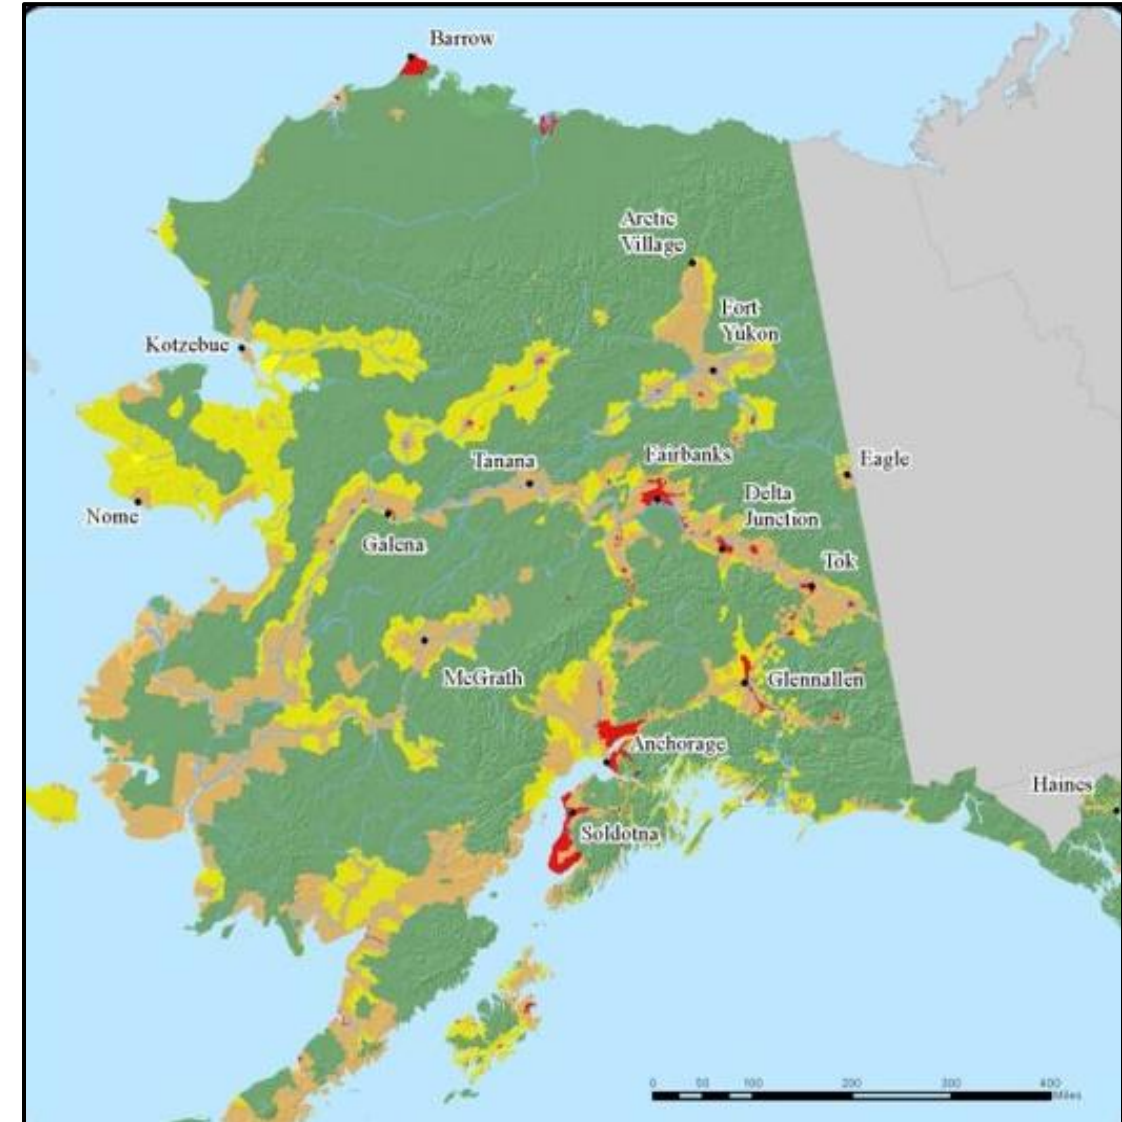 Barrow
Arctic
Village
Fort
Yukon
Kotzebue
Tanana
Fairbanks
Eagle
Delta
Junction
Nome
Galena
Tok
McGrath
Glennallen
Anchorage
Haines
Soldotna
0 50 100 200 300 400
Miles